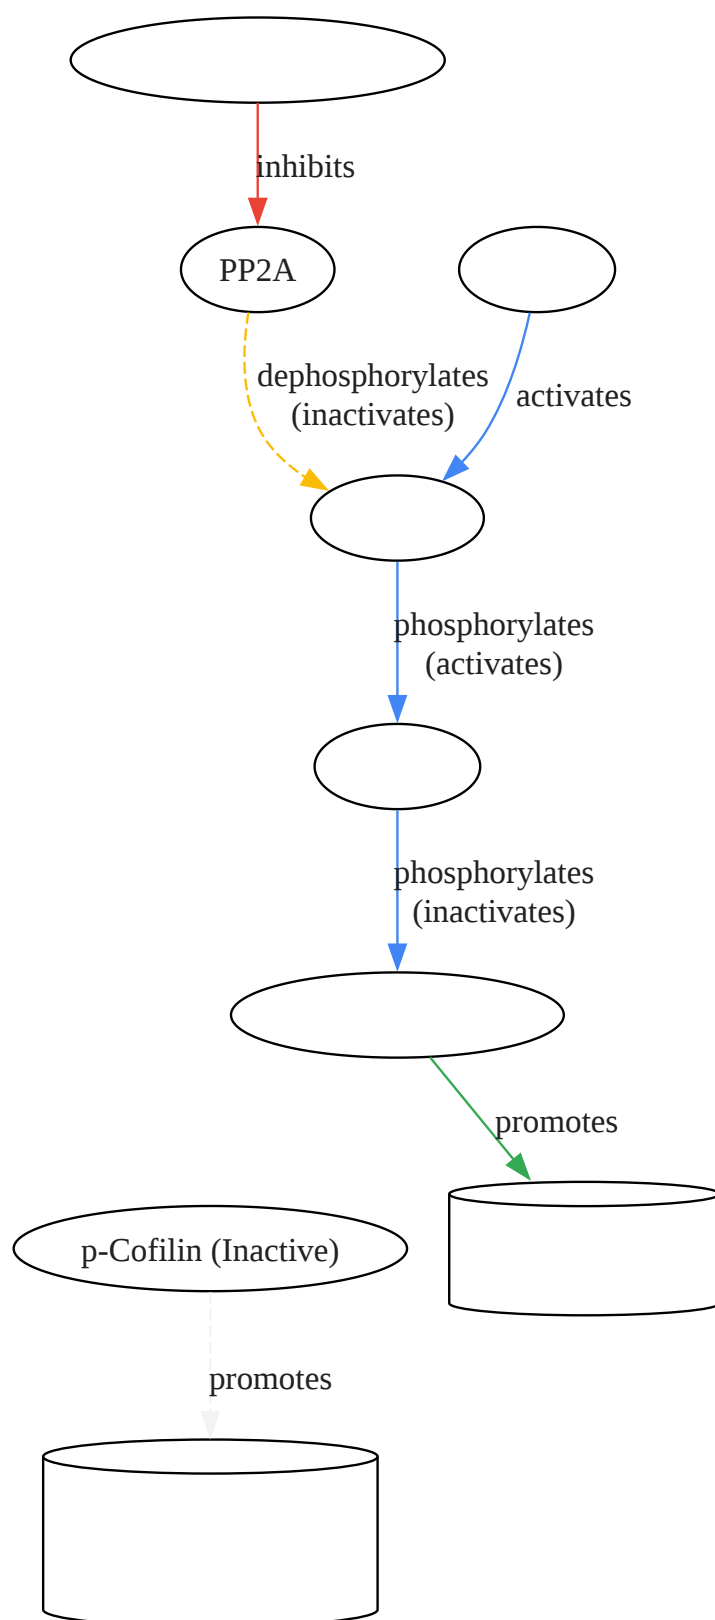 inhibits
PP2A
dephosphorylates
(inactivates)
activates
phosphorylates
(activates)
phosphorylates
(inactivates)
promotes
p-Cofilin (Inactive)
promotes